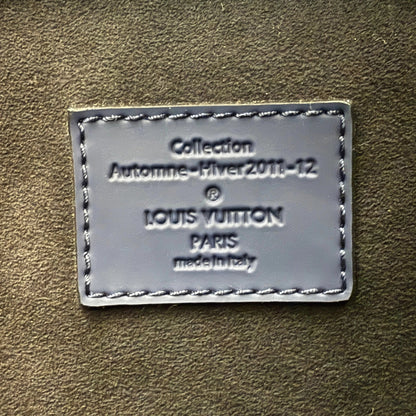 Collection
Automne-Hiver 2011-12
®
LOUIS VUITTON
PARIS
made in Italy